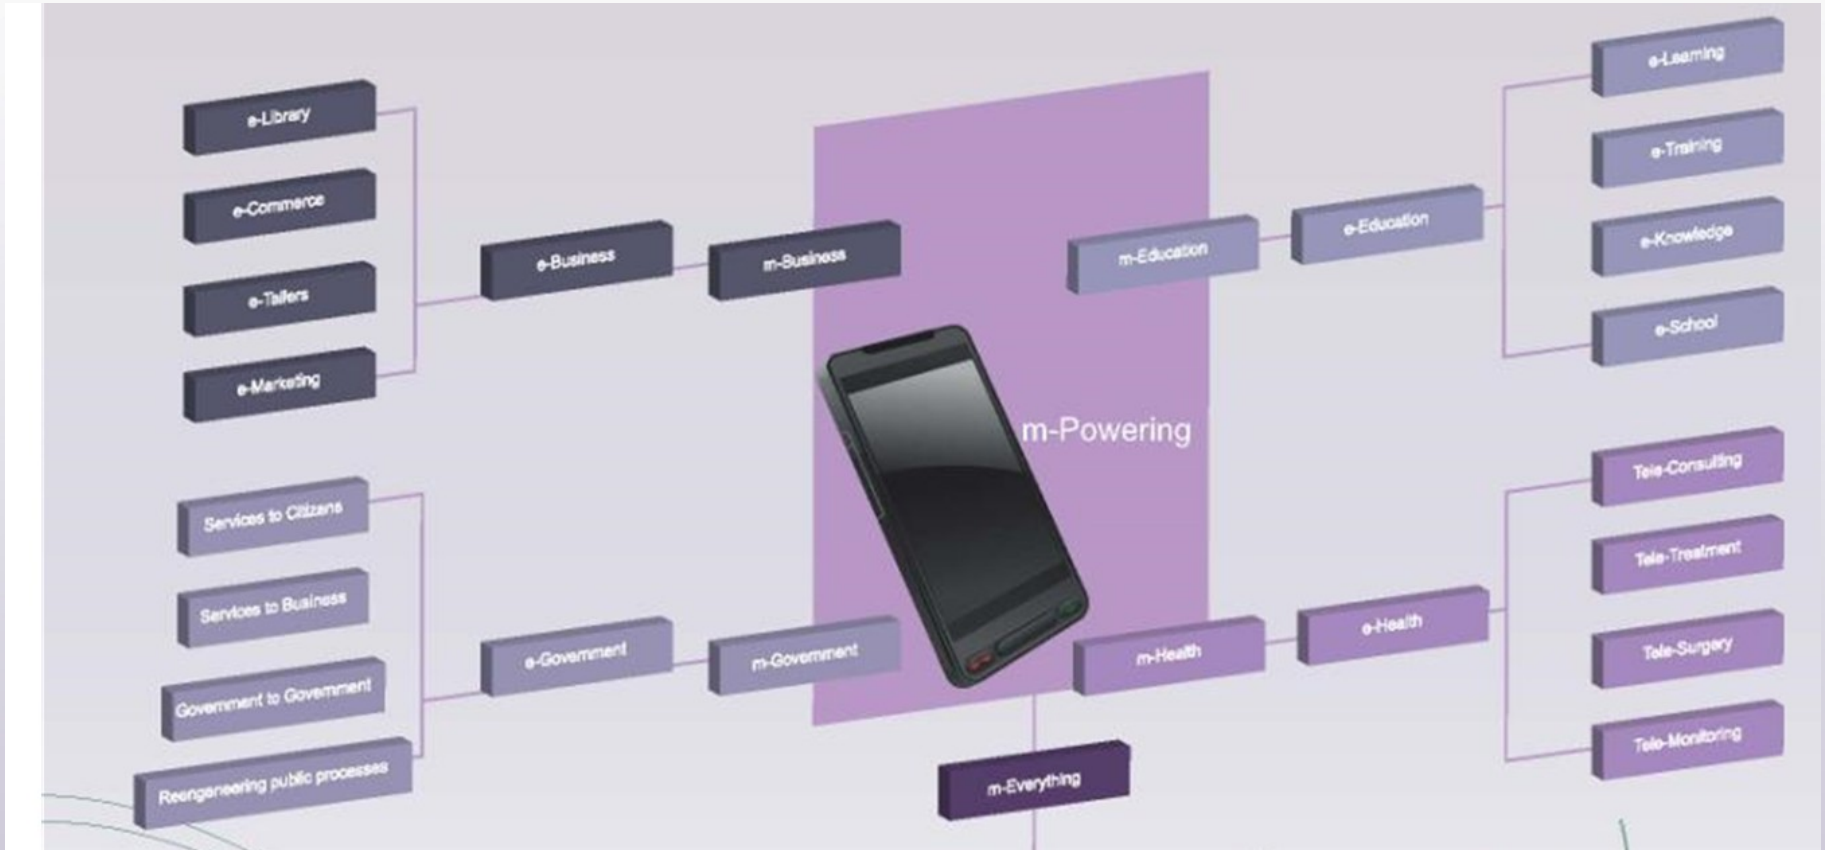 e-Library
e-Commerce
e-Tailers
e-Marketing
e-Business
m-Business
m-Education
e-Education
e-Learning
e-Training
e-Knowledge
e-School
m-Powering
Services to Citizens
Services to Business
Government to Government
Reengeneering public processes
e-Government
m-Government
m-Health
e-Health
Tele-Consulting
Tele-Treatment
Tele-Surgery
Tele-Monitoring
m-Everything